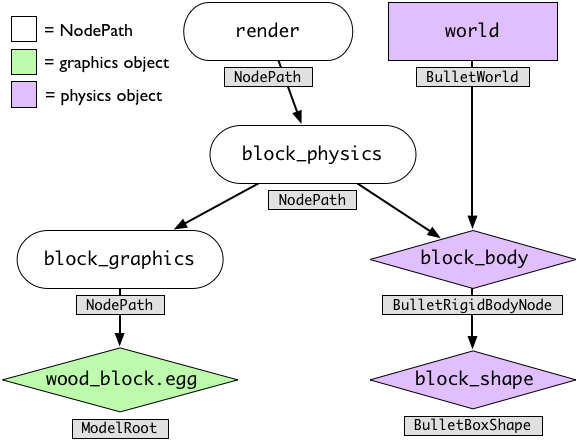 = NodePath
= graphics object
= physics object
render
NodePath
world
BulletWorld
block_physics
NodePath
block_graphics
NodePath
block_body
BulletRigidBodyNode
wood_block.egg
ModelRoot
block_shape
BulletBoxShape